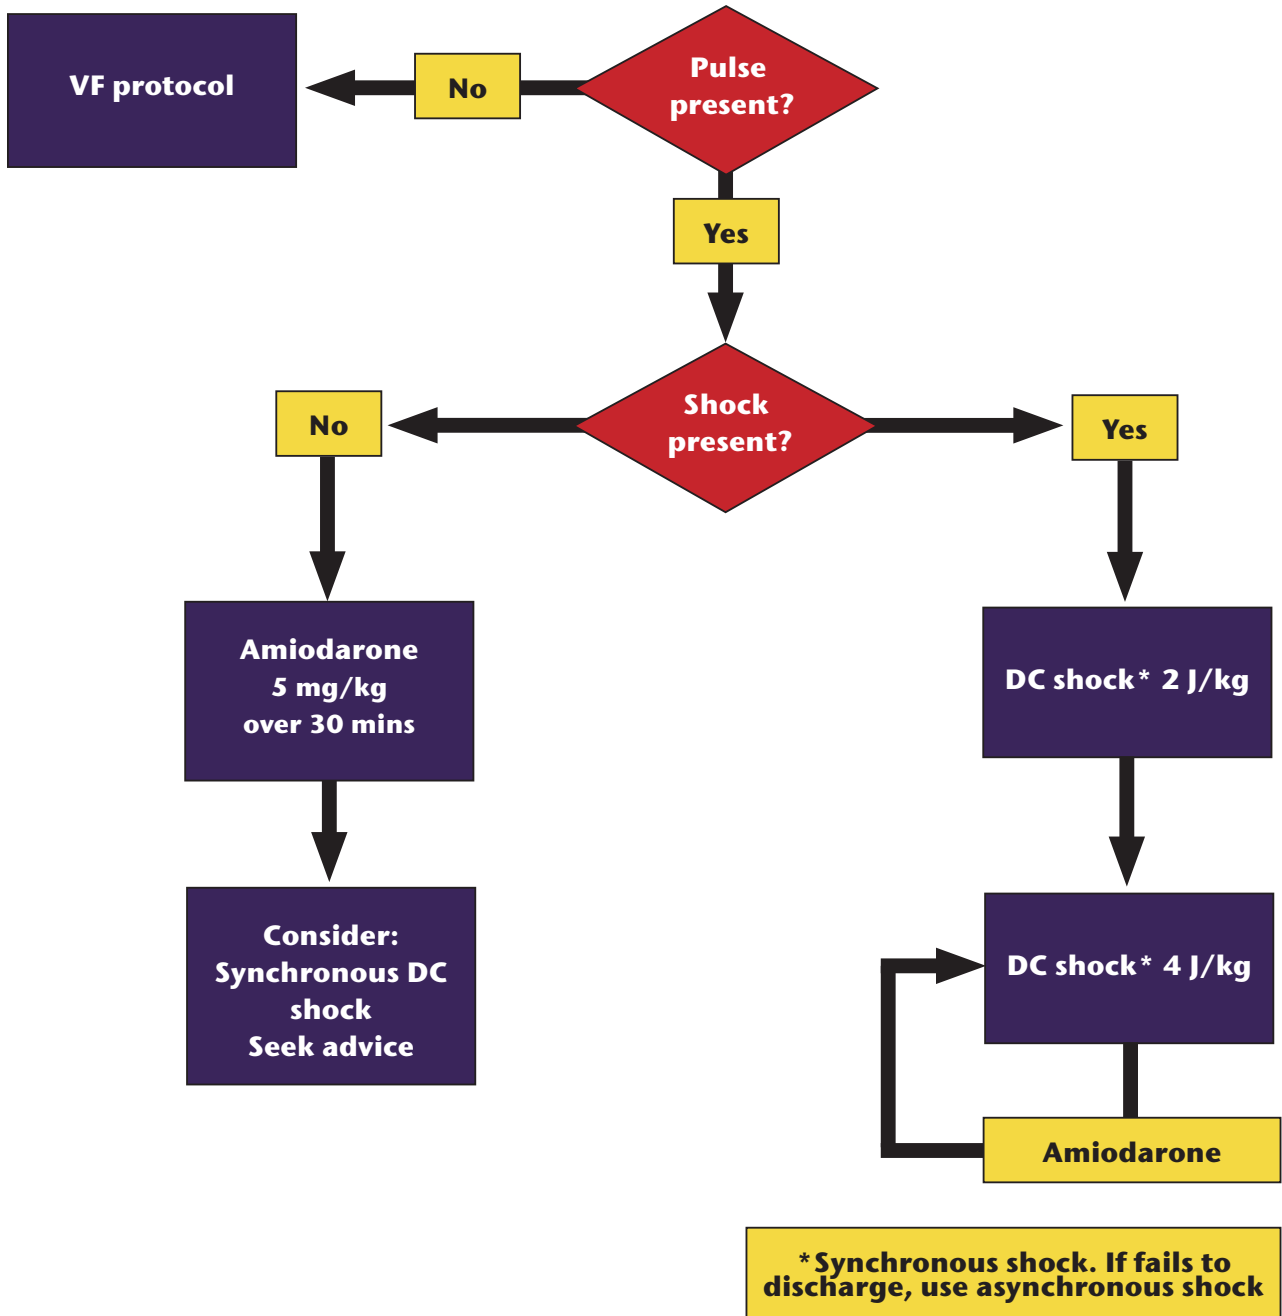 VF protocol
No
Pulse
present?
Yes
Shock
present?
No
Yes
Amiodarone
5 mg/kg
over 30 mins
DC shock* 2 J/kg
Consider:
Synchronous DC
shock
Seek advice
DC shock* 4 J/kg
Amiodarone
*Synchronous shock. If fails to
discharge, use asynchronous shock